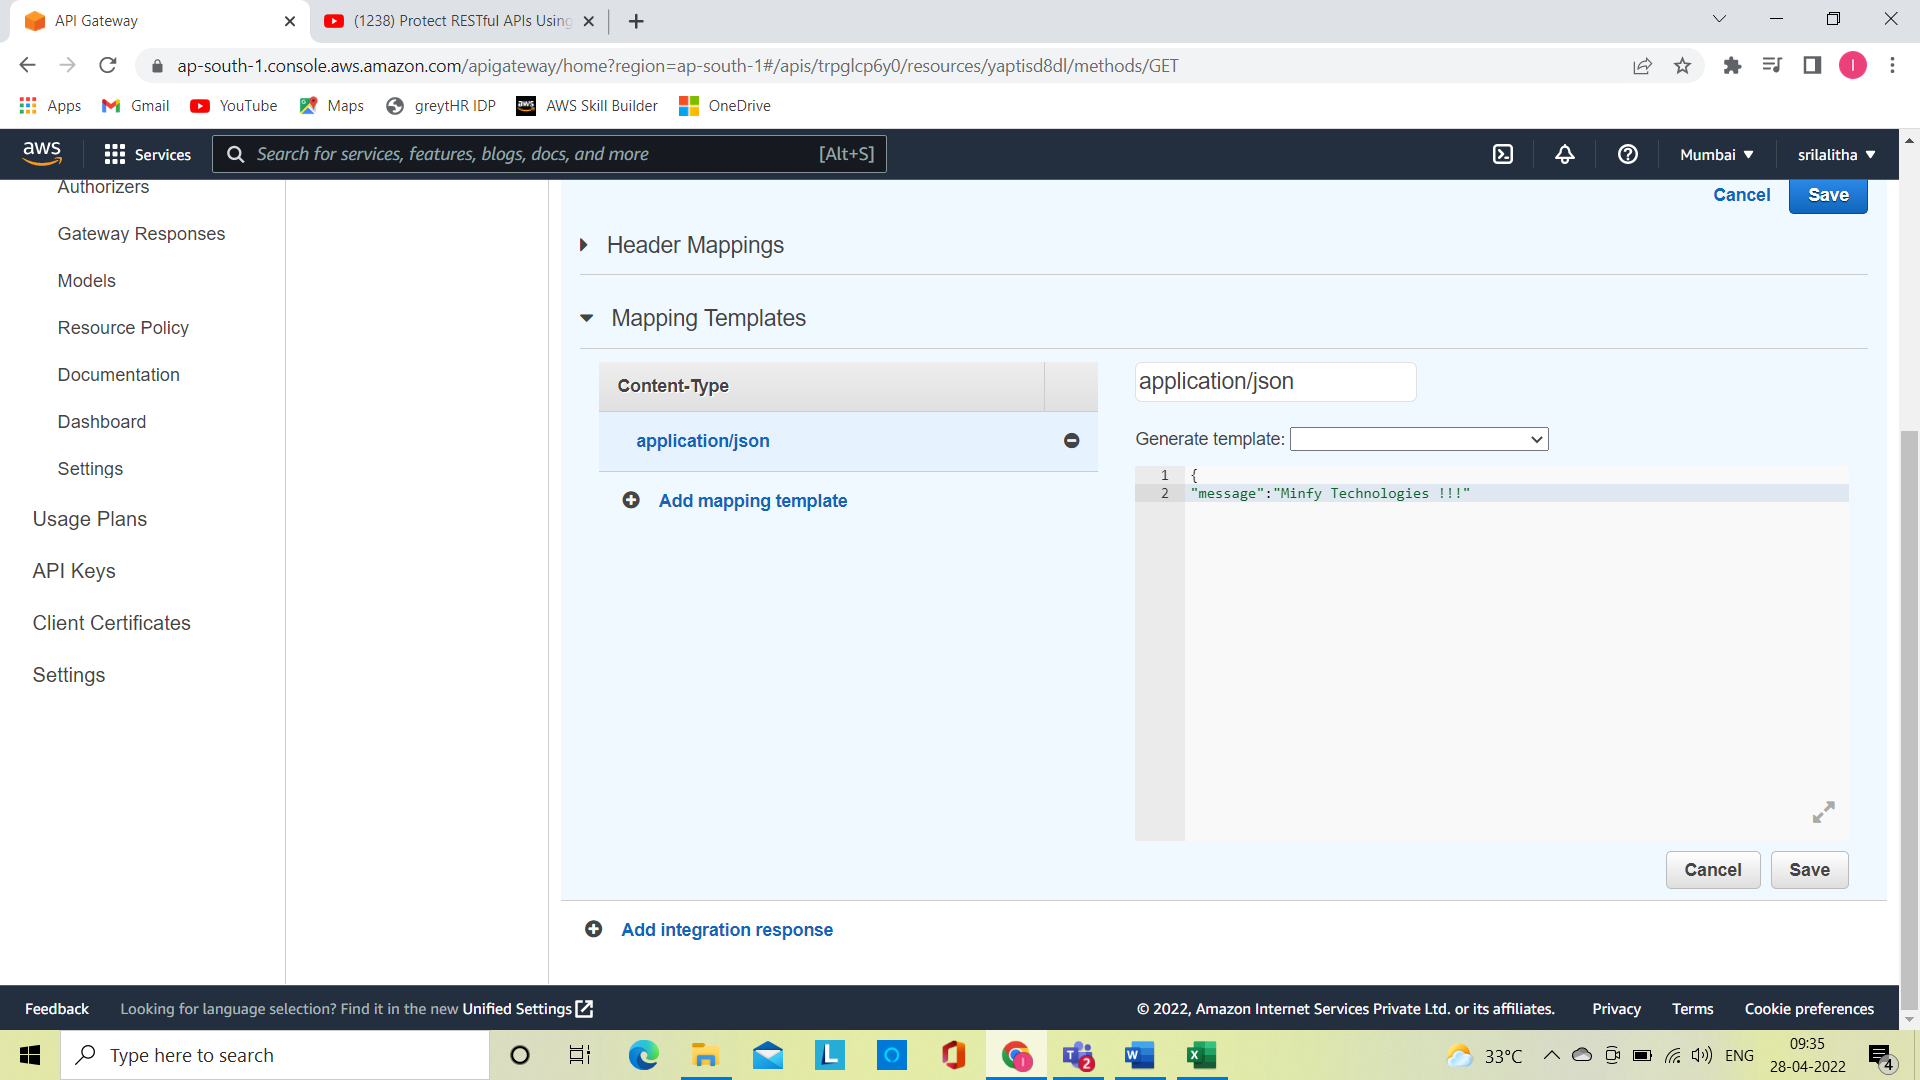 API Gateway
(1238) Protect RESTful APIs Using
ap-south-1.console.aws.amazon.com/apigateway/home?region=ap-south-1#/apis/trpglcp6y0/resources/yaptisd8dl/methods/GET
Apps Gmail YouTube Maps greytHR IDP aws AWS Skill Builder OneDrive
aws Services Search for services, features, blogs, docs, and more [Alt+S] Mumbai srilalitha
Authorizers
Gateway Responses
Models
Resource Policy
Documentation
Dashboard
Settings
Usage Plans
API Keys
Client Certificates
Settings
Cancel Save
Header Mappings
Mapping Templates
Content-Type
application/json
Add mapping template
application/json
Generate template:
1 {
2 "message":"Minfy Technologies !!!"
Cancel Save
Add integration response
Feedback Looking for language selection? Find it in the new Unified Settings © 2022, Amazon Internet Services Private Ltd. or its affiliates. Privacy Terms Cookie preferences
Type here to search 33°C ENG 09:35
28-04-2022 4